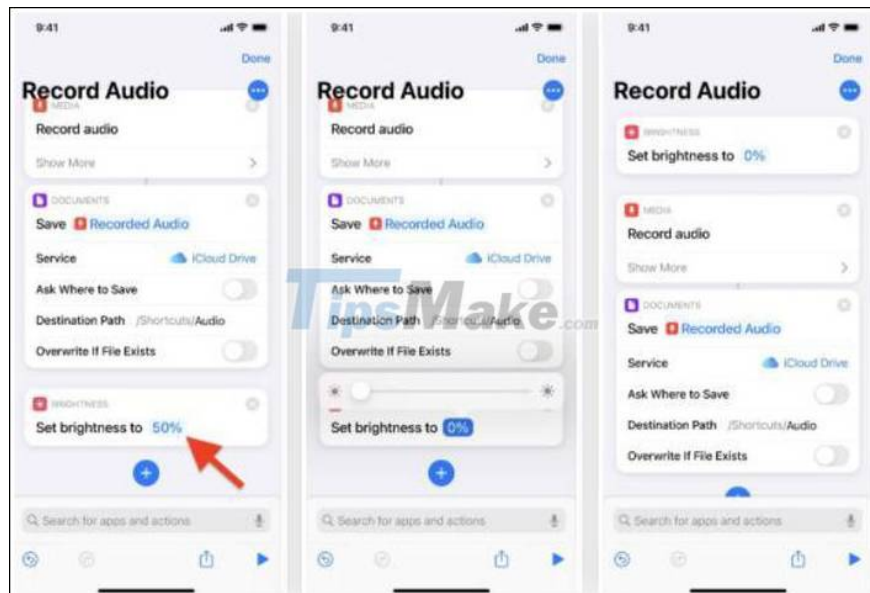 9:41
Done
Record Audio
MEDIA
Record audio
Show More
DOCUMENTS
Save Recorded Audio
Service iCloud Drive
Ask Where to Save
Destination Path /Shortcuts/Audio
Overwrite If File Exists
BRIGHTNESS
Set brightness to 50%
Search for apps and actions
9:41
Done
Record Audio
MEDIA
Record audio
Show More
DOCUMENTS
Save Recorded Audio
Service iCloud Drive
Ask Where to Save
Destination Path /Shortcuts/Audio
Overwrite If File Exists
Set brightness to 0%
Search for apps and actions
9:41
Done
Record Audio
BRIGHTNESS
Set brightness to 0%
MEDIA
Record audio
Show More
DOCUMENTS
Save Recorded Audio
Service iCloud Drive
Ask Where to Save
Destination Path /Shortcuts/Audio
Overwrite If File Exists
Search for apps and actions
TipsMake.com